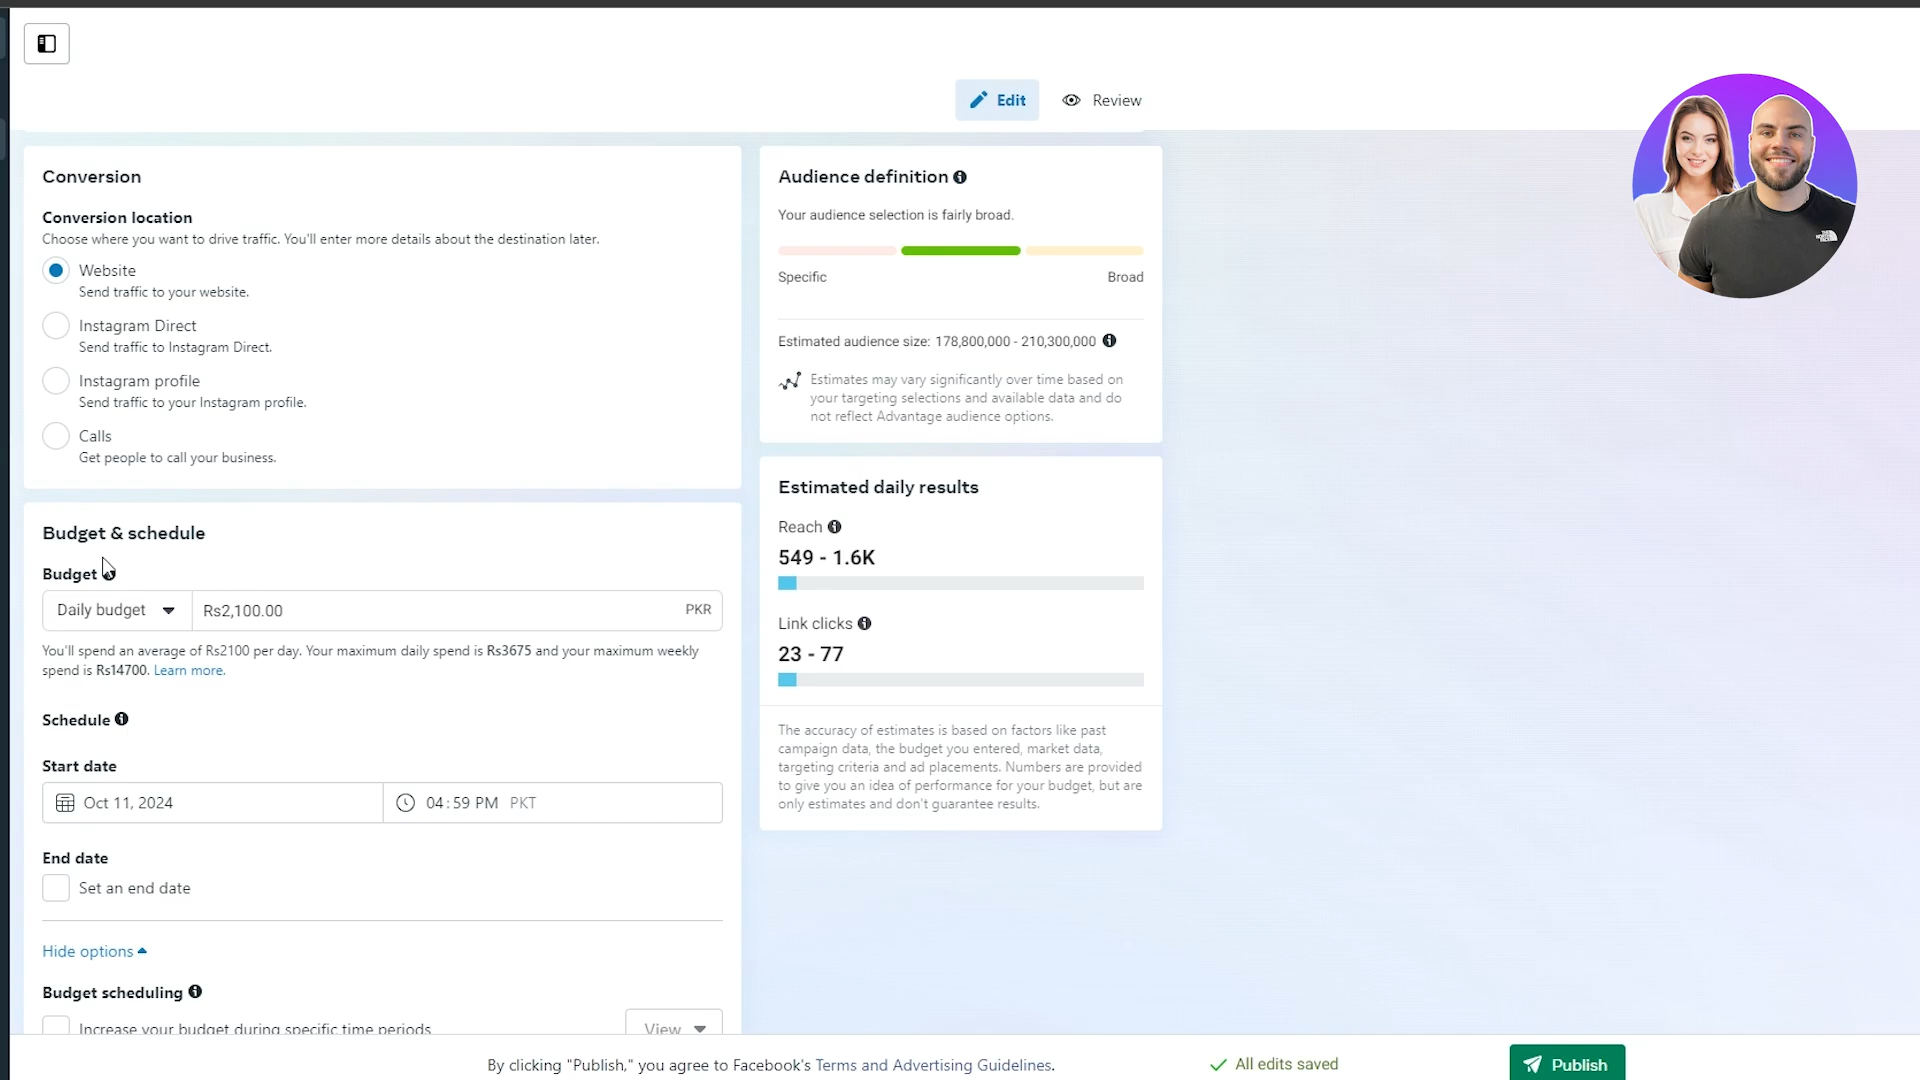 Edit
Review
Conversion
Conversion location
Choose where you want to drive traffic. You'll enter more details about the destination later.
Website
Send traffic to your website.
Instagram Direct
Send traffic to Instagram Direct.
Instagram profile
Send traffic to your Instagram profile.
Calls
Get people to call your business.
Budget & schedule
Budget
Daily budget
Rs2,100.00
PKR
You'll spend an average of Rs2100 per day. Your maximum daily spend is Rs3675 and your maximum weekly
spend is Rs14700. Learn more.
Schedule
Start date
Oct 11, 2024
04:59 PM PKT
End date
Set an end date
Hide options
Budget scheduling
Increase your budget during specific time periods
View
Audience definition
Your audience selection is fairly broad.
Specific
Broad
Estimated audience size: 178,800,000 - 210,300,000
Estimates may vary significantly over time based on
your targeting selections and available data and do
not reflect Advantage audience options.
Estimated daily results
Reach
549 - 1.6K
Link clicks
23 - 77
The accuracy of estimates is based on factors like past
campaign data, the budget you entered, market data,
targeting criteria and ad placements. Numbers are provided
to give you an idea of performance for your budget, but are
only estimates and don't guarantee results.
By clicking "Publish," you agree to Facebook's Terms and Advertising Guidelines.
All edits saved
Publish